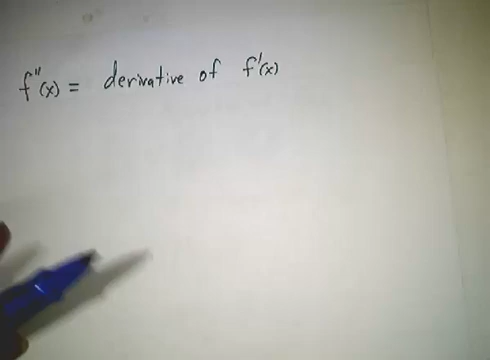 f''(x) = derivative of f'(x)